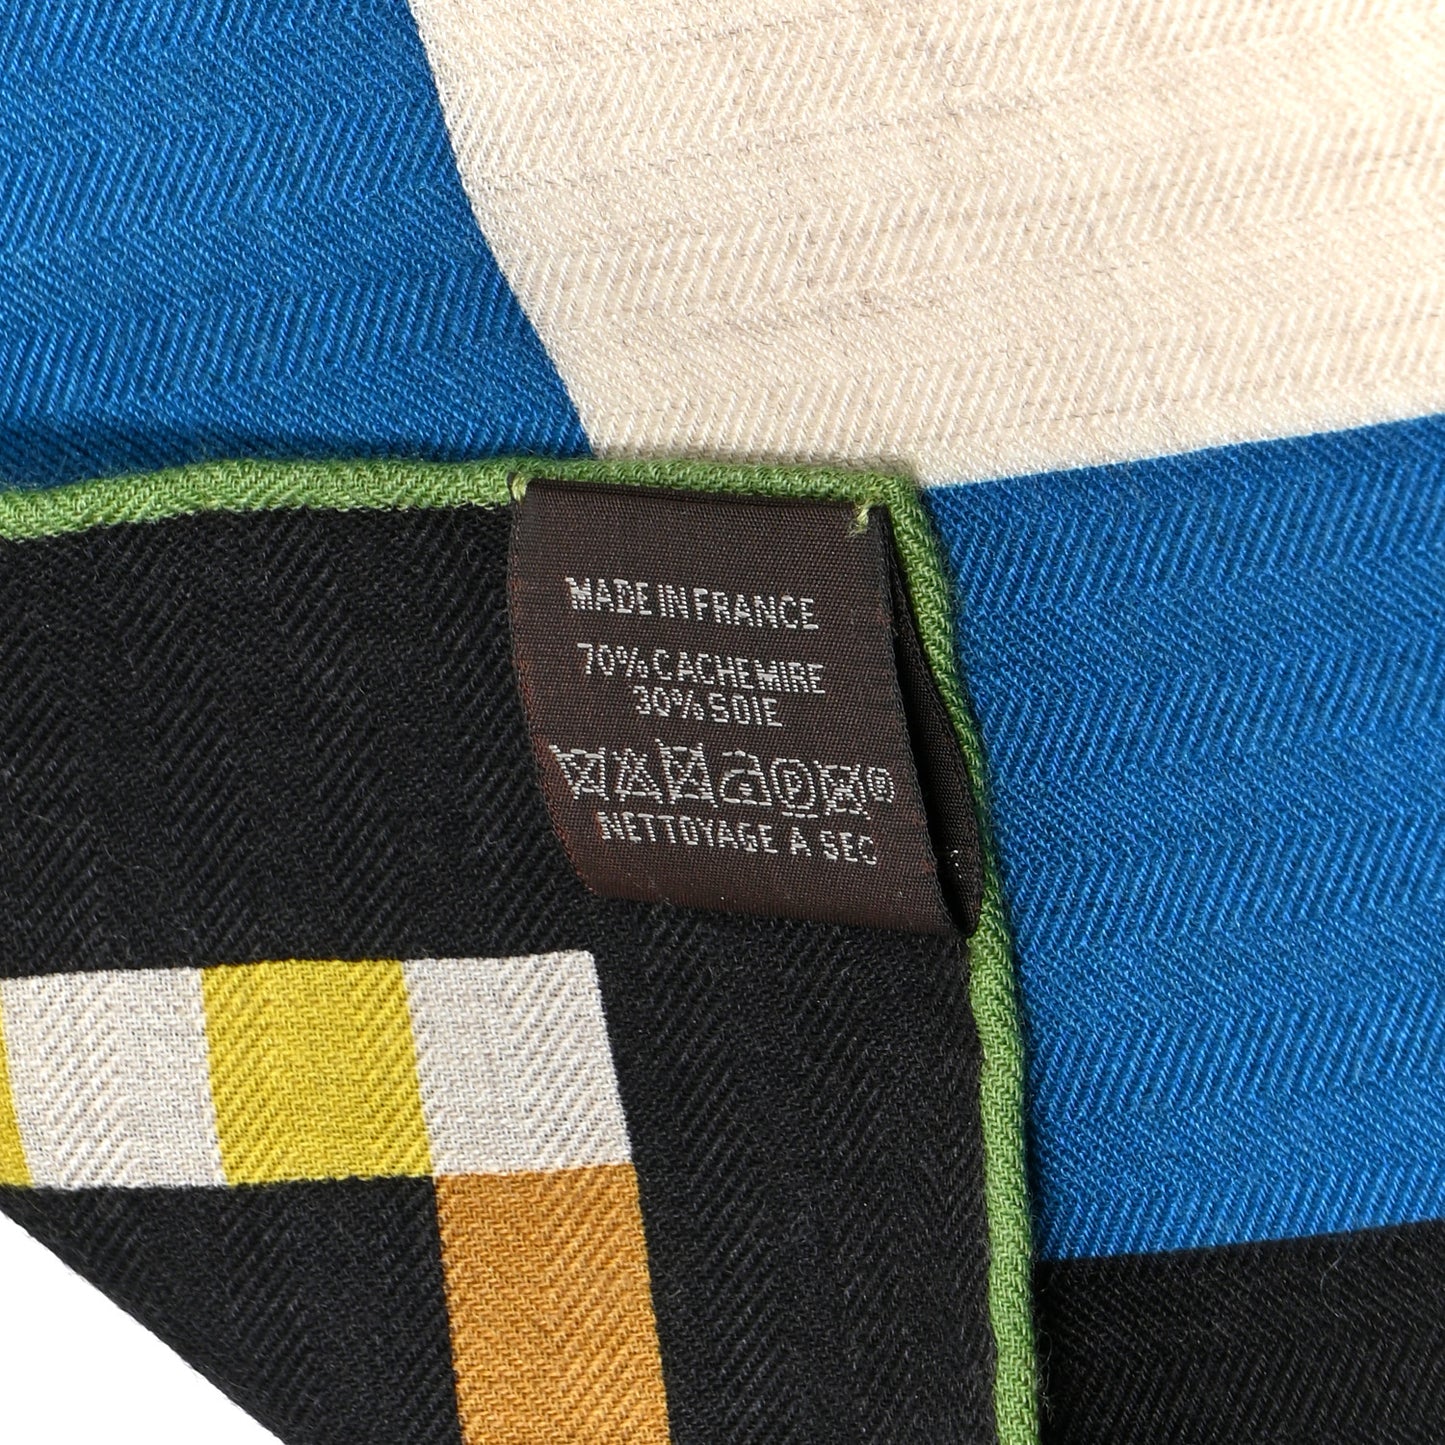 MADE IN FRANCE
70% CACHEMIRE
30% SOIE
P
NETTOYAGE A SEC